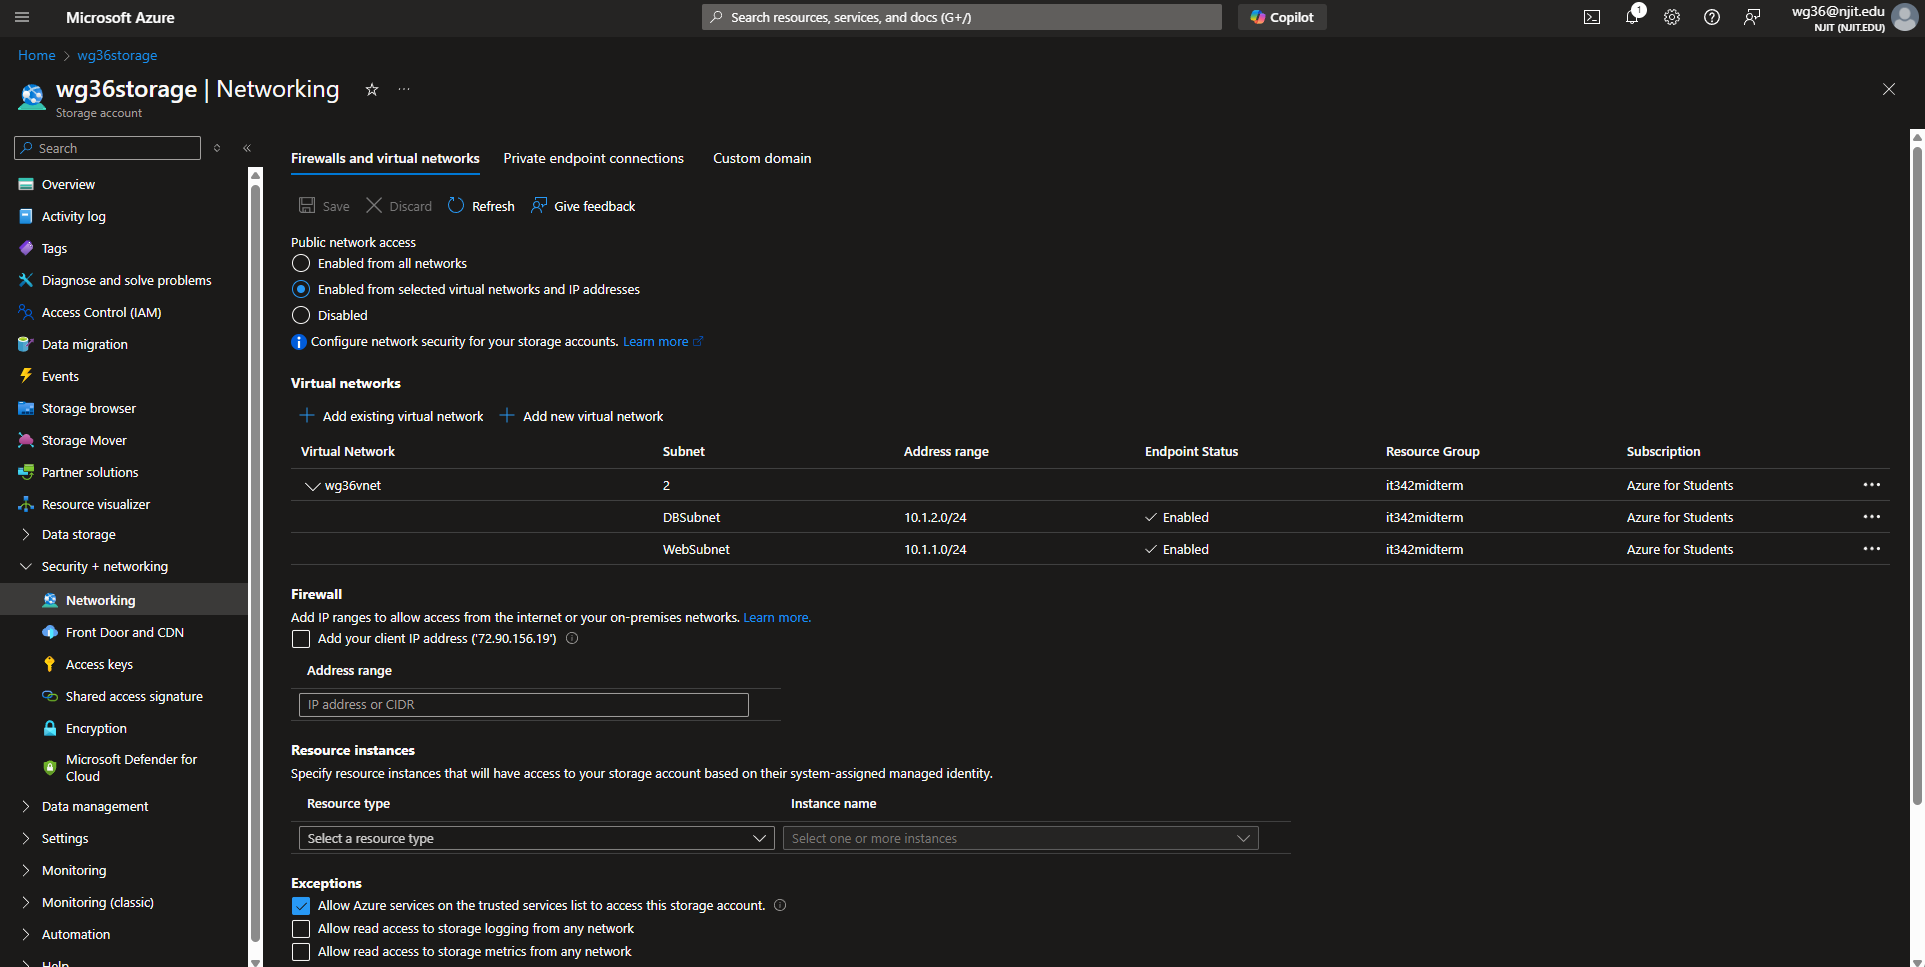 Microsoft Azure
Search resources, services, and docs (G+/)
Copilot
1
wg36@njit.edu
NJIT (NJIT.EDU)
Home > wg36storage
wg36storage | Networking
Storage account
Search
Overview
Activity log
Tags
Diagnose and solve problems
Access Control (IAM)
Data migration
Events
Storage browser
Storage Mover
Partner solutions
Resource visualizer
Data storage
Security + networking
Networking
Front Door and CDN
Access keys
Shared access signature
Encryption
Microsoft Defender for
Cloud
Data management
Settings
Monitoring
Monitoring (classic)
Automation
Help
Firewalls and virtual networks Private endpoint connections Custom domain
Save Discard Refresh Give feedback
Public network access
Enabled from all networks
Enabled from selected virtual networks and IP addresses
Disabled
Configure network security for your storage accounts. Learn more
Virtual networks
Add existing virtual network Add new virtual network
Virtual Network Subnet Address range Endpoint Status Resource Group Subscription
wg36vnet 2 it342midterm Azure for Students ...
DBSubnet 10.1.2.0/24 Enabled it342midterm Azure for Students ...
WebSubnet 10.1.1.0/24 Enabled it342midterm Azure for Students ...
Firewall
Add IP ranges to allow access from the internet or your on-premises networks. Learn more.
Add your client IP address ('72.90.156.19')
Address range
IP address or CIDR
Resource instances
Specify resource instances that will have access to your storage account based on their system-assigned managed identity.
Resource type Instance name
Select a resource type Select one or more instances
Exceptions
Allow Azure services on the trusted services list to access this storage account.
Allow read access to storage logging from any network
Allow read access to storage metrics from any network